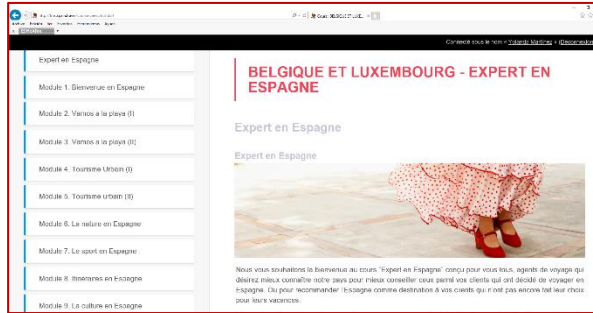 Connecté sous le nom « Yolanda Martinez » (Déconnexion)
Expert en Espagne
Module 1. Bienvenue en Espagne
Module 2. Vamos a la playa (I)
Module 3. Vamos a la playa (II)
Module 4. Tourisme Urbain (I)
Module 5. Tourisme urbain (II)
Module 6. La nature en Espagne
Module 7. Le sport en Espagne
Module 8. Itinéraires en Espagne
Module 9. La culture en Espagne
BELGIQUE ET LUXEMBOURG - EXPERT EN
ESPAGNE
Expert en Espagne
Expert en Espagne
Nous vous souhaitons la bienvenue au cours "Expert en Espagne" conçu pour vous tous, agents de voyage qui
désirez mieux connaître notre pays pour mieux conseiller ceux parmi vos clients qui ont décidé de voyager en
Espagne. Ou pour recommander l'Espagne comme destination à vos clients qui n'ont pas encore fait leur choix
pour leurs vacances.